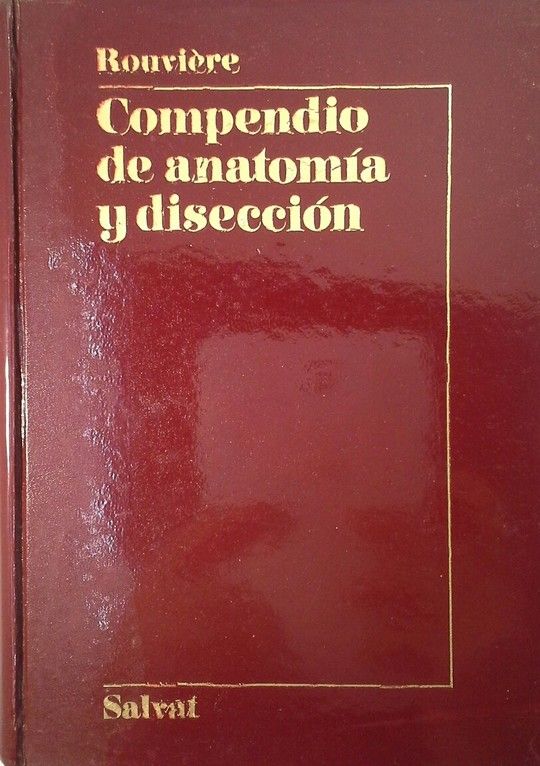 Rouvière
Compendio
de anatomía
y disección
Salvat